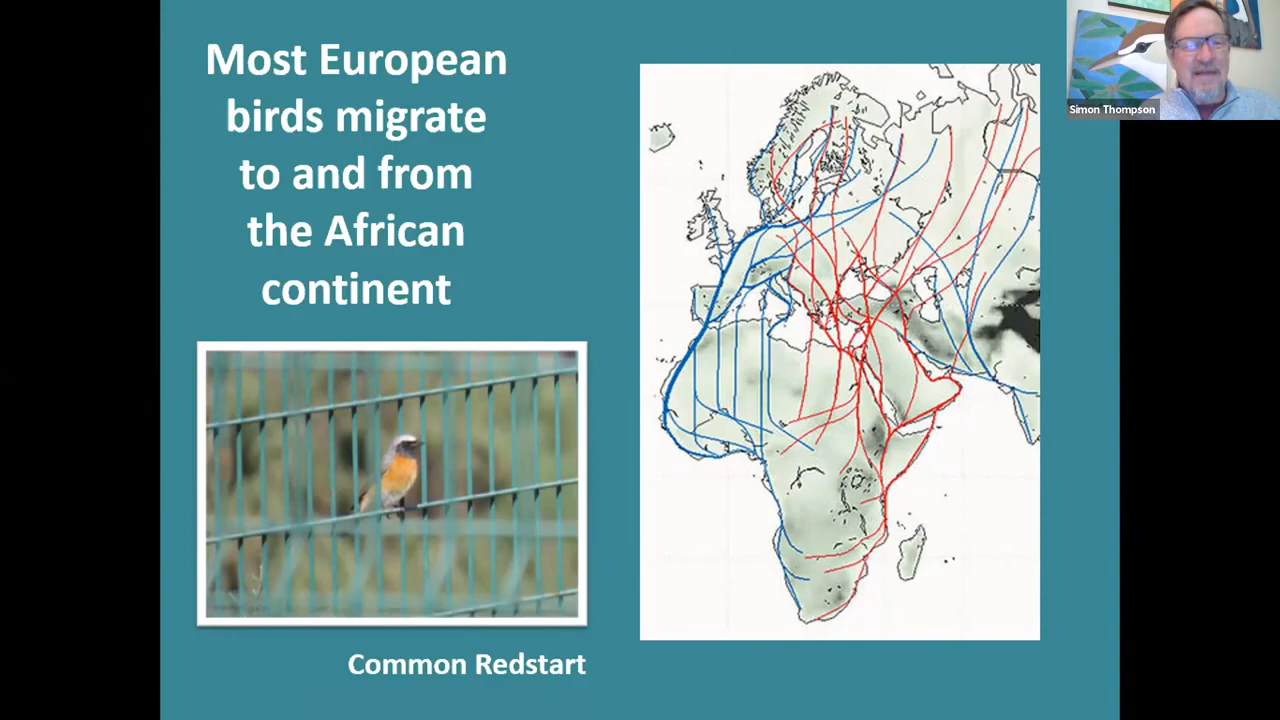 Most European
birds migrate
to and from
the African
continent
Common Redstart
Simon Thompson